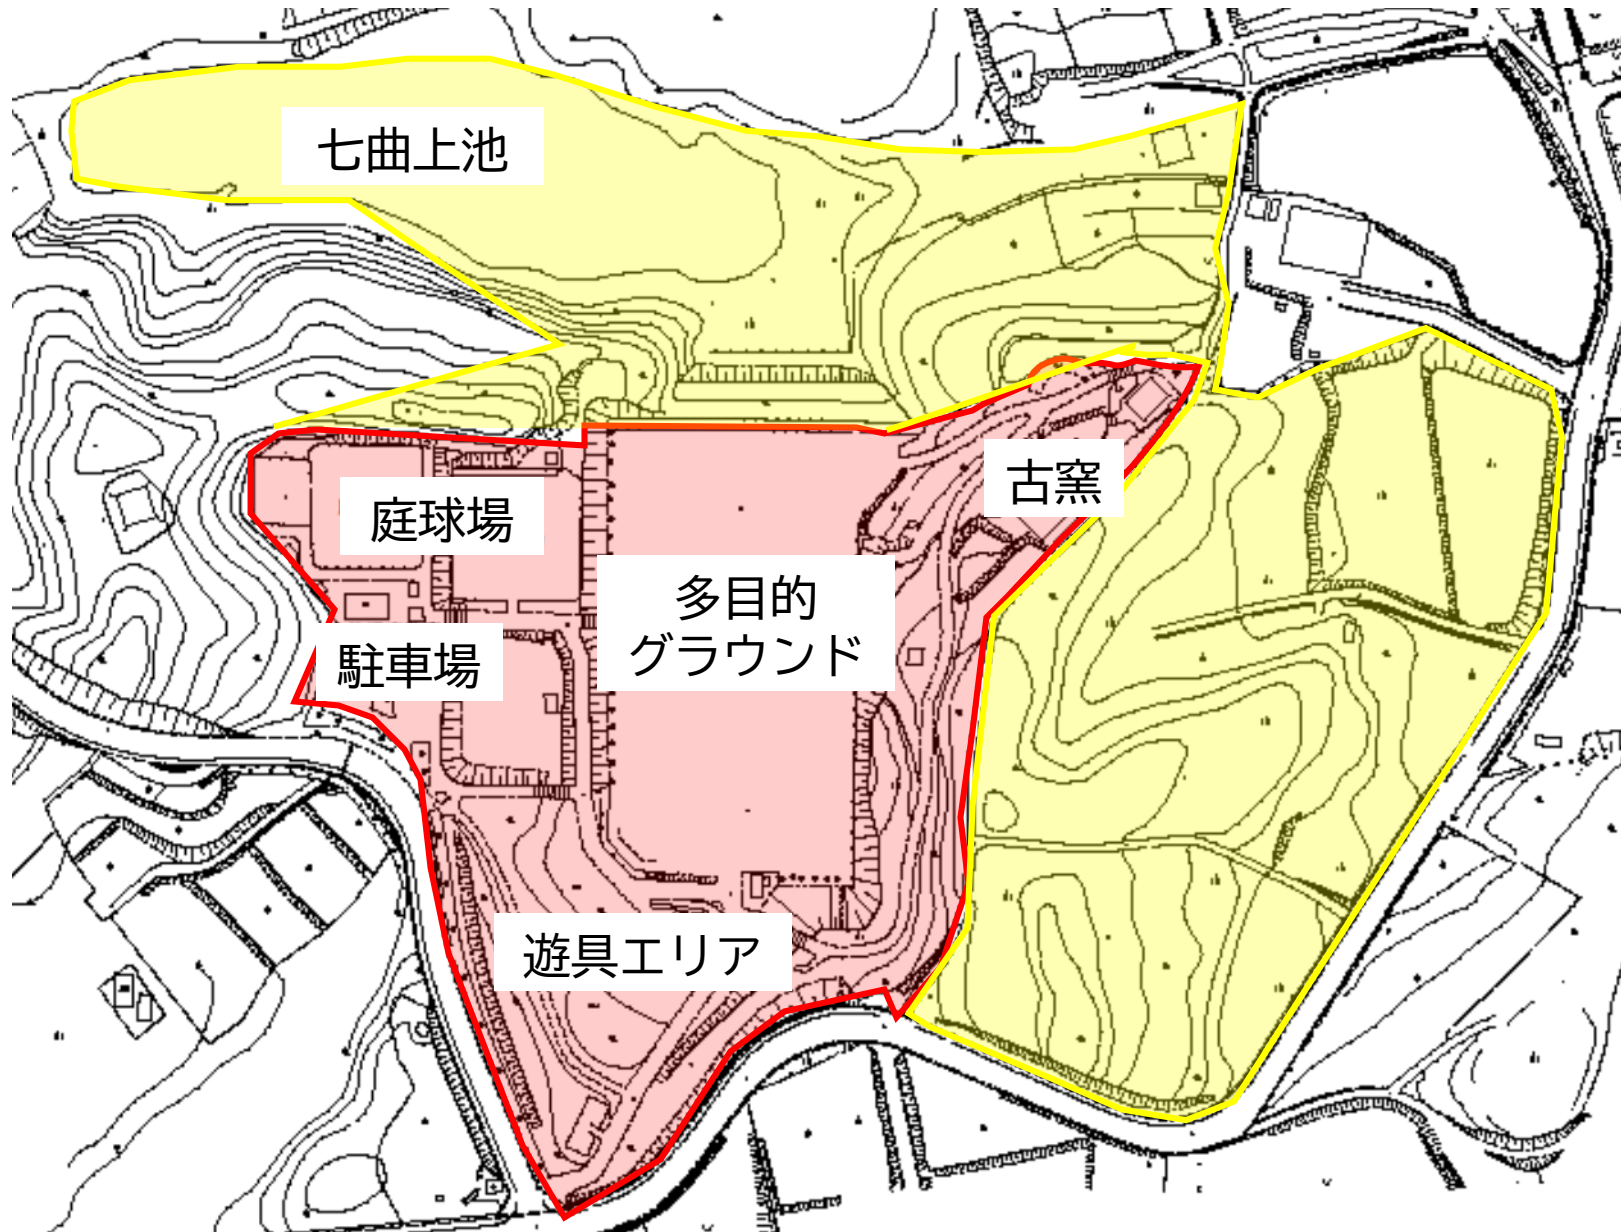 七曲上池
古窯
庭球場
多目的
グラウンド
駐車場
遊具エリア